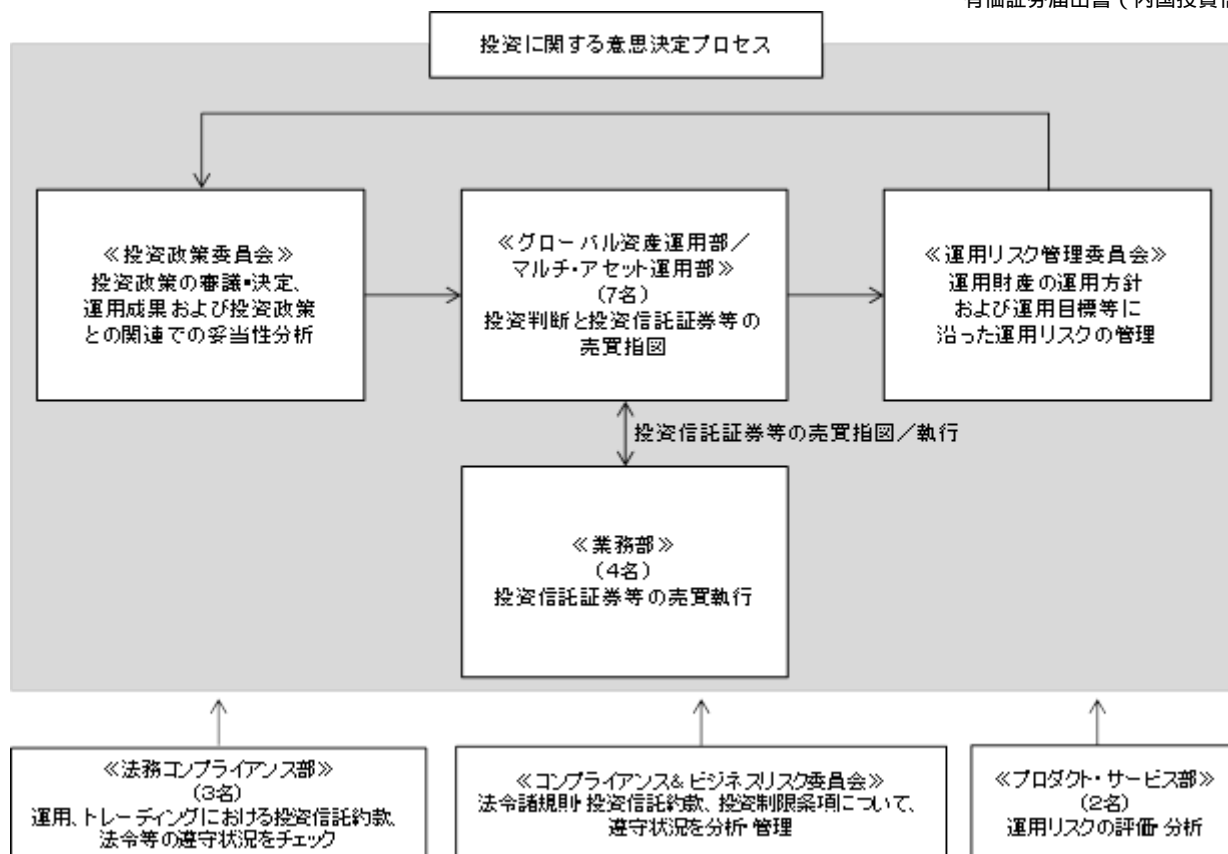 有価証券届出書(内国投資信
投資に関する意思決定プロセス
≪投資政策委員会≫
投資政策の審議・決定、
運用成果および投資政策
との関連での妥当性分析
≪グローバル資産運用部/
マルチ・アセット運用部≫
(7名)
投資判断と投資信託証券等の
売買指図
≪運用リスク管理委員会≫
運用財産の運用方針
および運用目標等に
沿った運用リスクの管理
投資信託証券等の売買指図/執行
≪業務部≫
(4名)
投資信託証券等の売買執行
≪法務コンプライアンス部≫
(3名)
運用、トレーディングにおける投資信託約款、
法令等の遵守状況をチェック
≪コンプライアンス&ビジネスリスク委員会≫
法令諸規則・投資信託約款、投資制限条項について、
遵守状況を分析・管理
≪プロダクト・サービス部≫
(2名)
運用リスクの評価・分析